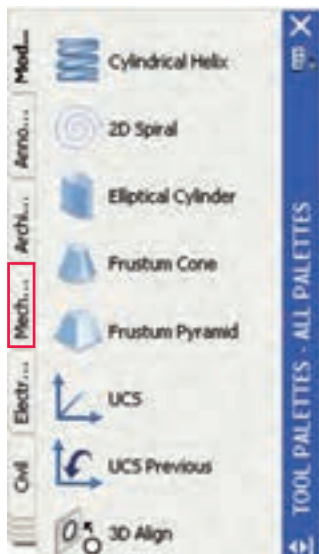 Mod...
Anno...
Archi...
Mech...
Electr...
Civil
Cylindrical Helix
2D Spiral
Elliptical Cylinder
Frustum Cone
Frustum Pyramid
UCS
UCS Previous
3D Align
TOOL PALETTES - ALL PALETTES